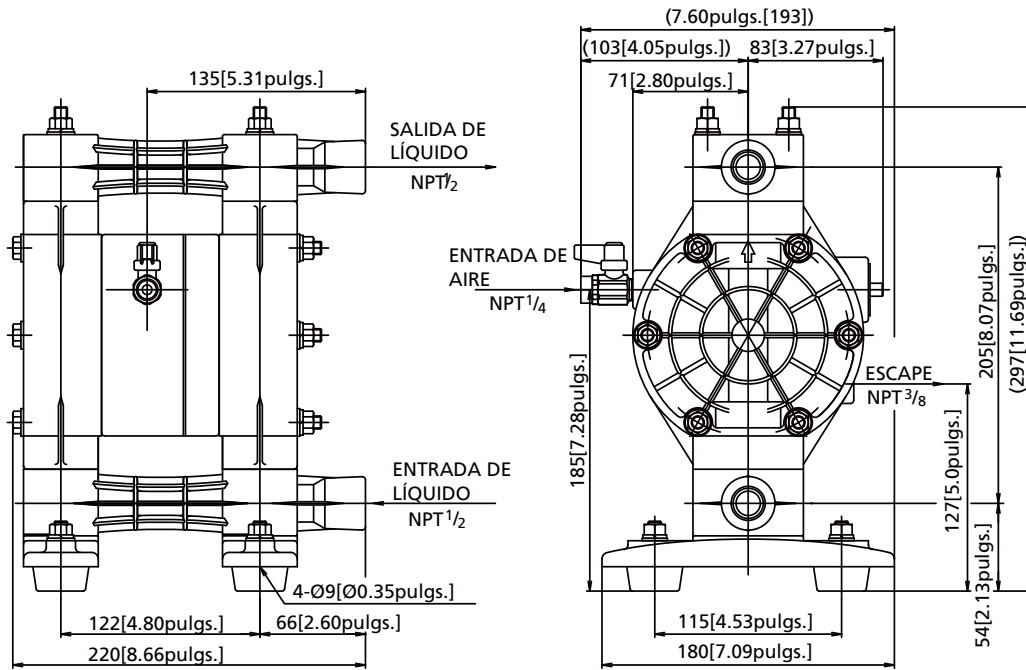 (7.60pulgs.[193])
(103[4.05pulgs.])
83[3.27pulgs.]
71[2.80pulgs.]
135[5.31pulgs.]
SALIDA DE
LÍQUIDO
NPT1/2
ENTRADA DE
AIRE
NPT1/4
205[8.07pulgs.]
(297[11.69pulgs.])
ESCAPE
NPT3/8
185[7.28pulgs.]
127[5.0pulgs.]
ENTRADA DE
LÍQUIDO
NPT1/2
54[2.13pulgs.]
4-Ø9[Ø0.35pulgs.]
122[4.80pulgs.]
66[2.60pulgs.]
115[4.53pulgs.]
220[8.66pulgs.]
180[7.09pulgs.]